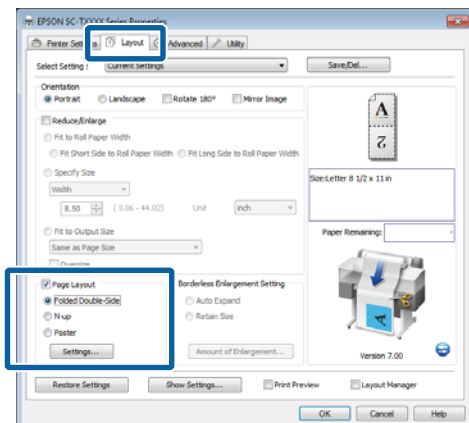 EPSON SC-TXXXX Series Properties
Layout Advanced Utility
Select Setting : Current Settings Save/Del...
Orientation
Portrait Landscape Rotate 180° Mirror Image
Reduce/Enlarge
Fit to Roll Paper Width
Fit Short Side to Roll Paper Width Fit Long Side to Roll Paper Width
Specify Size
Width
8.50 (3.06 - 44.02) Unit inch
Fit to Output Size
Same as Page Size
Oversize
Page Layout
Folded Double-Side
N-up
Poster
Settings...
Borderless Enlargement Setting
Auto Expand
Retain Size
Amount of Enlargement...
A
2
Size:Letter 8 1/2 x 11 in
Paper Remaining:
A
Version 7.00
Restore Settings Show Settings... Print Preview Layout Manager
OK Cancel Help